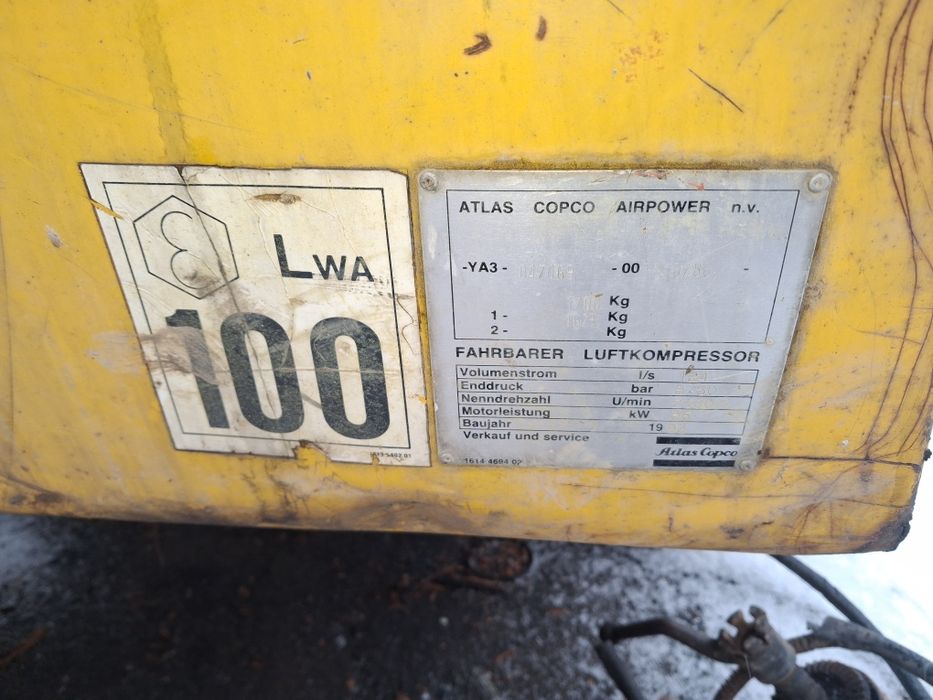 ε
LWA
100
ATLAS COPCO AIRPOWER n.v.
-YA3- -00 -
Kg
1- Kg
2- Kg
FAHRBARER LUFTKOMPRESSOR
Volumenstrom l/s
Enddruck bar
Nenndrehzahl U/min
Motorleistung kW
Baujahr 19
Verkauf und service
Atlas Copco
1614 4694 02